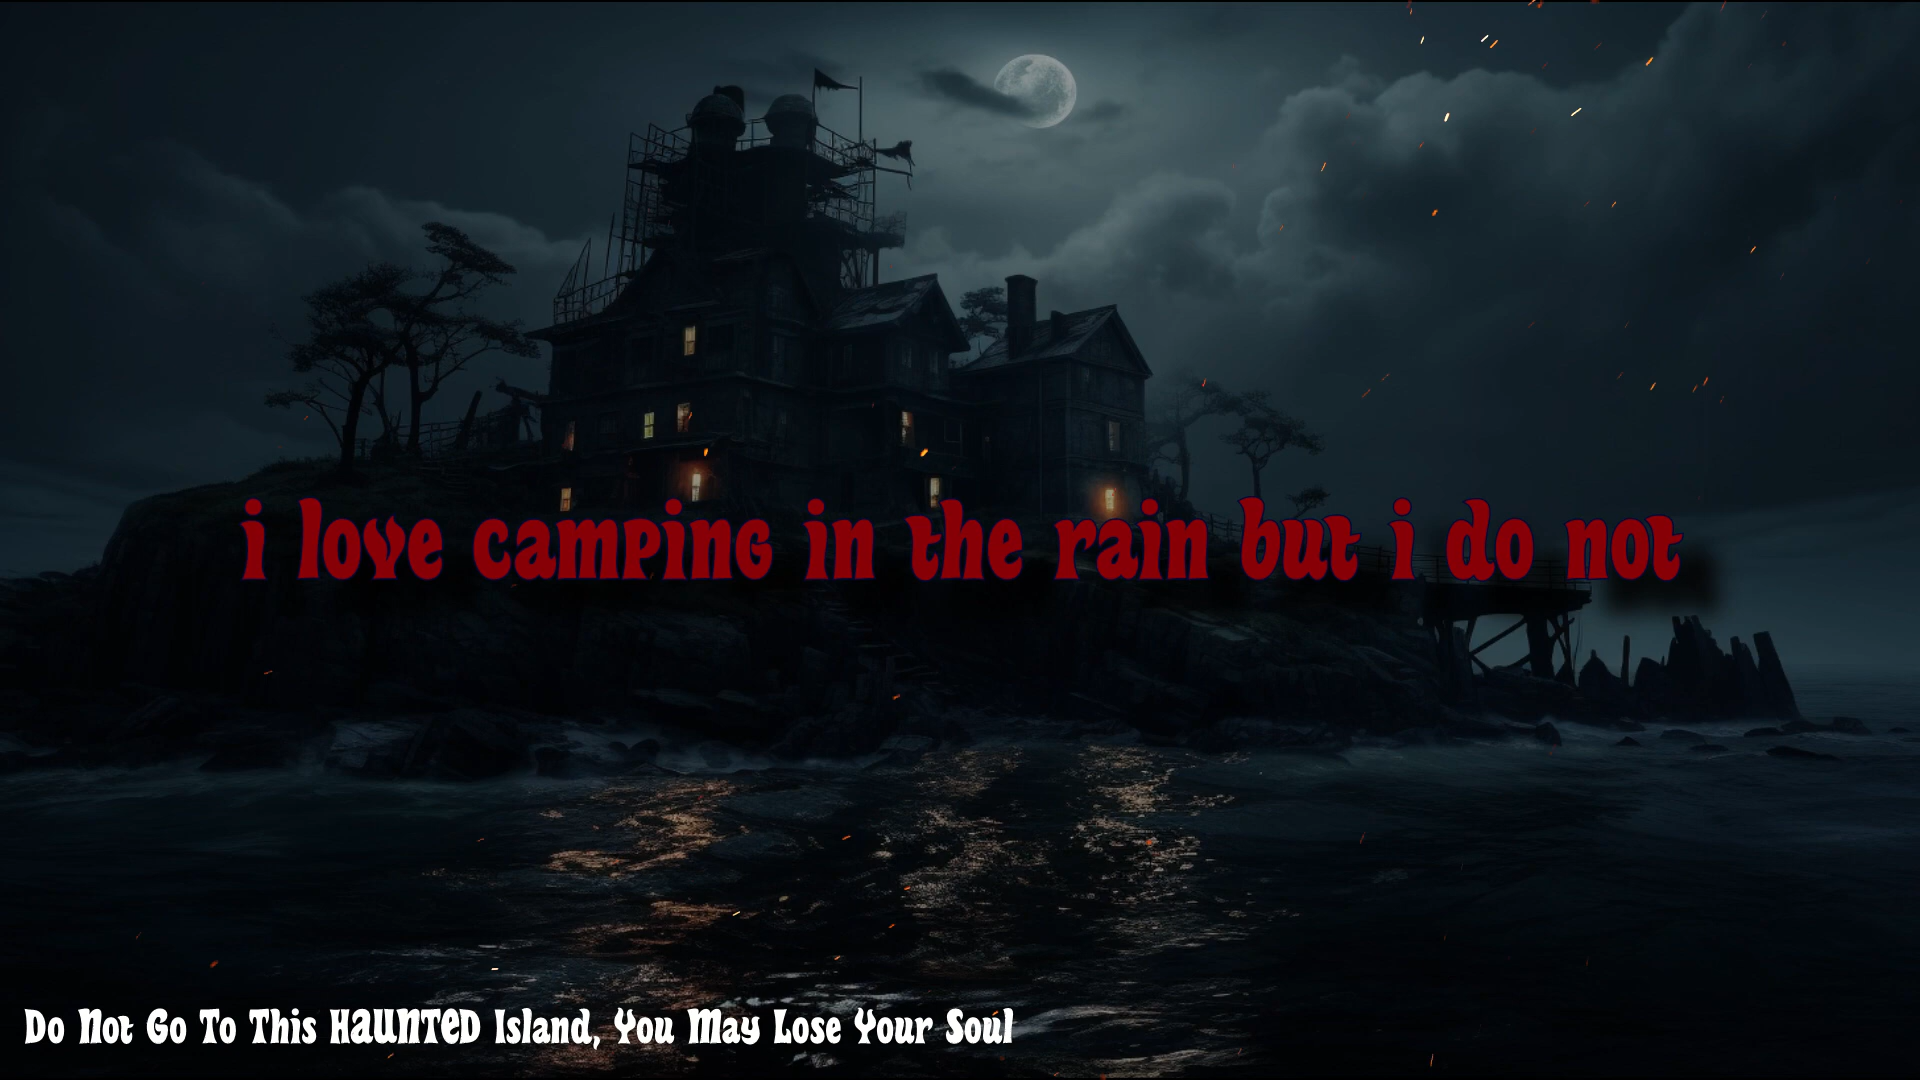 i love camping in the rain but i do not
Do Not Go To This HAUNTeD Island, You May Lose Your Soul